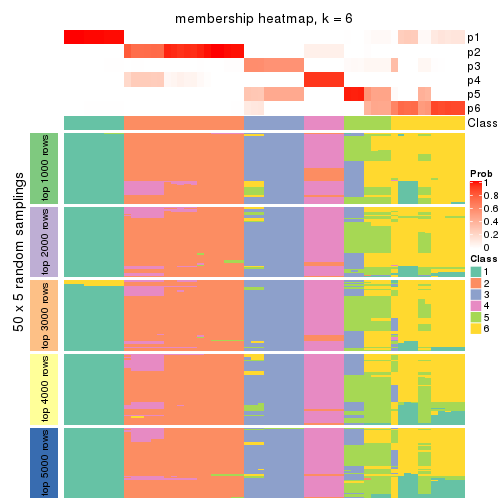 membership heatmap, k = 6
p1
p2
p3
p4
p5
p6
Class
50 x 5 random samplings
top 1000 rows
top 2000 rows
top 3000 rows
top 4000 rows
top 5000 rows
Prob
1
0.8
0.6
0.4
0.2
0
Class
1
2
3
4
5
6